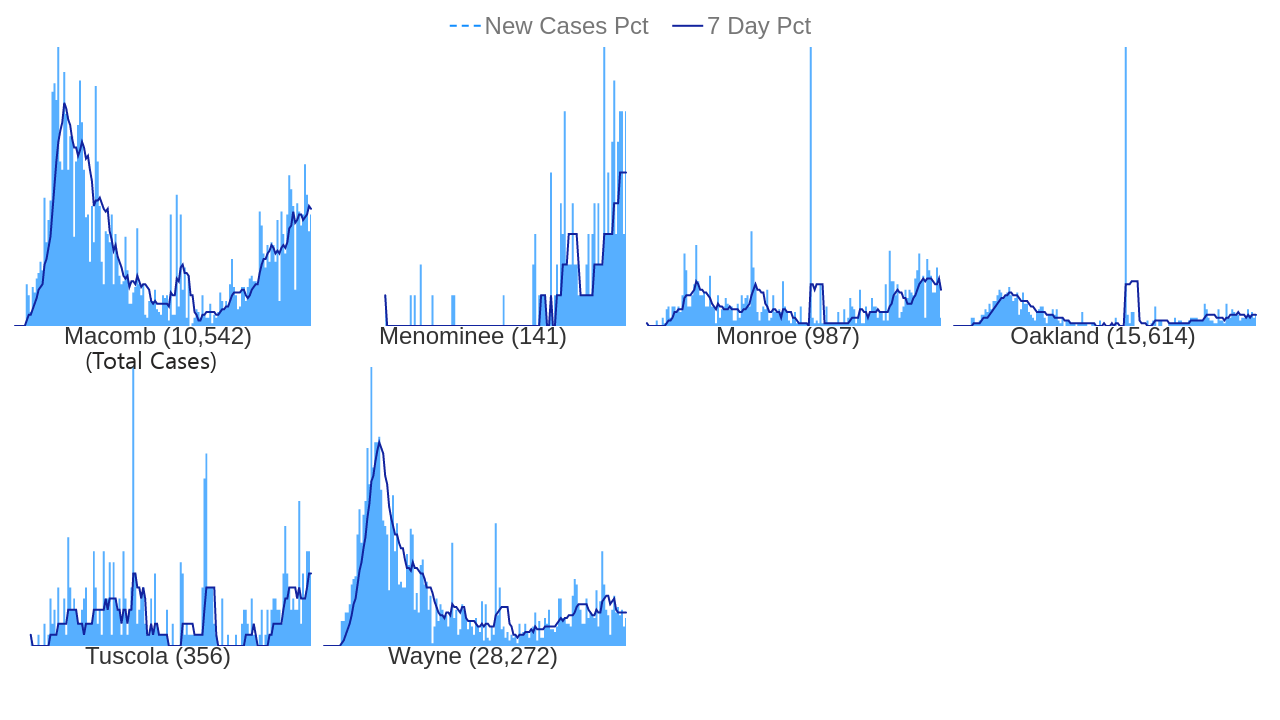 New Cases Pct 7 Day Pct
Macomb (10,542) Menominee (141) Monroe (987) Oakland (15,614)
(Total Cases)
Tuscola (356) Wayne (28,272)